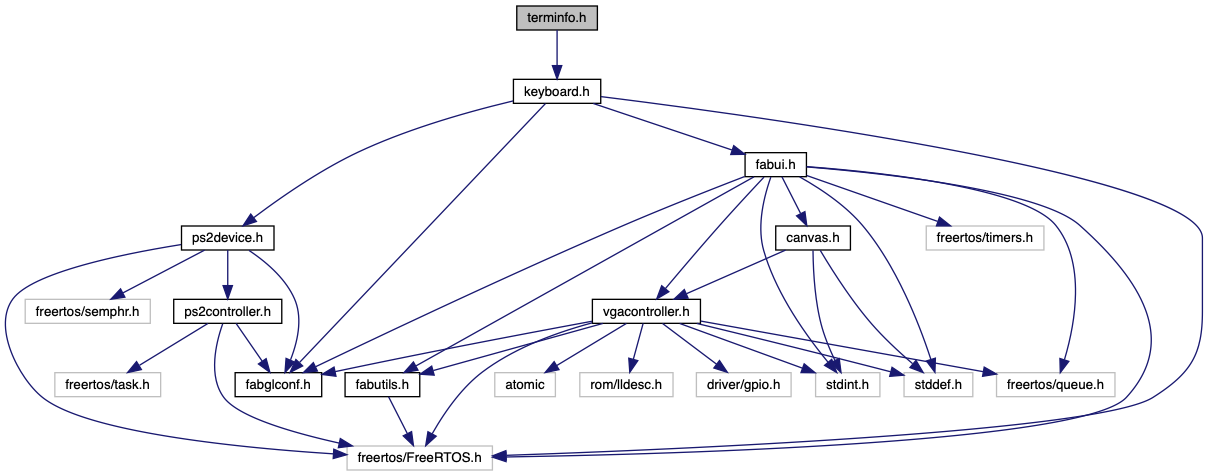 terminfo.h
keyboard.h
fabui.h
ps2device.h
canvas.h
freertos/timers.h
freertos/semphr.h
ps2controller.h
vgacontroller.h
freertos/task.h
fabglconf.h
fabutils.h
atomic
rom/lldesc.h
driver/gpio.h
stdint.h
stddef.h
freertos/queue.h
freertos/FreeRTOS.h